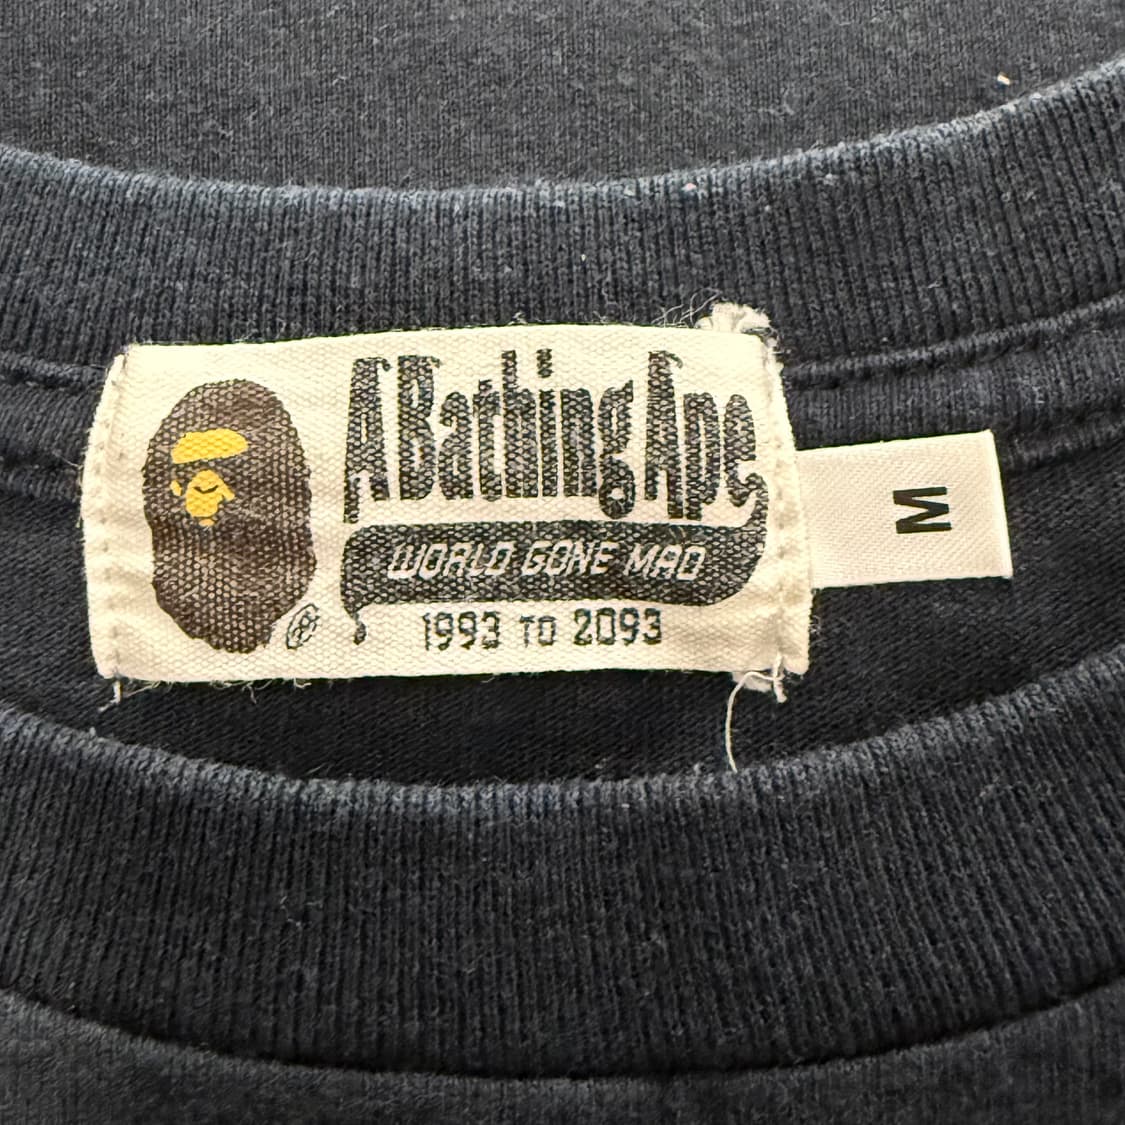 A Bathing Ape
WORLD GONE MAD
®
1993 TO 2093
M